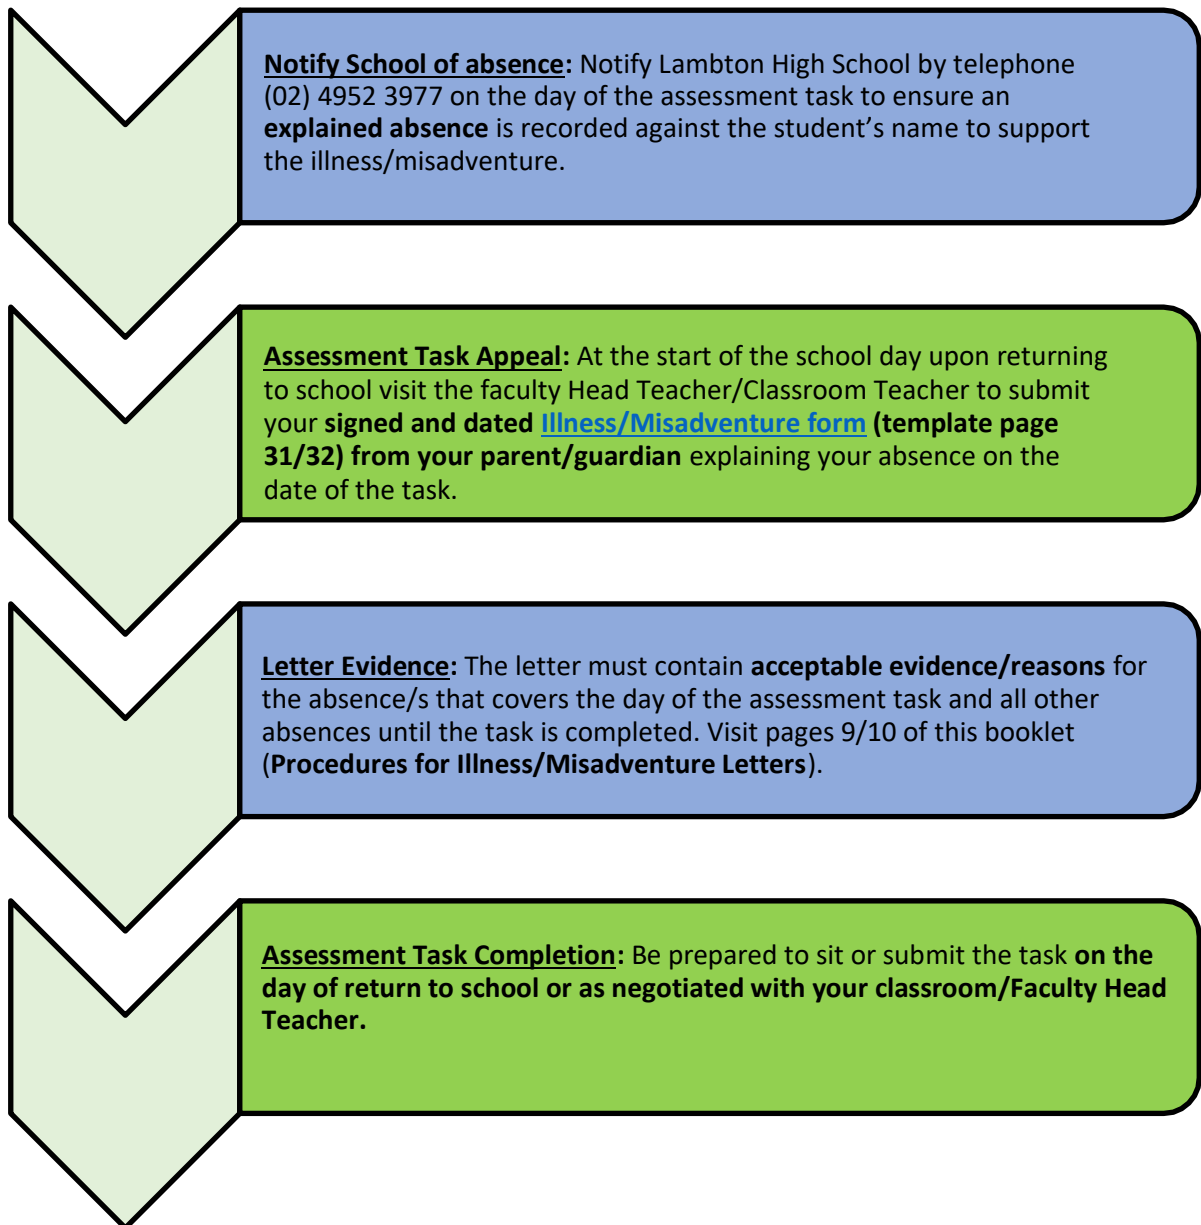 Notify School of absence: Notify Lambton High School by telephone
(02) 4952 3977 on the day of the assessment task to ensure an
explained absence is recorded against the student’s name to support
the illness/misadventure.
Assessment Task Appeal: At the start of the school day upon returning
to school visit the faculty Head Teacher/Classroom Teacher to submit
your signed and dated Illness/Misadventure form (template page
31/32) from your parent/guardian explaining your absence on the
date of the task.
Letter Evidence: The letter must contain acceptable evidence/reasons for
the absence/s that covers the day of the assessment task and all other
absences until the task is completed. Visit pages 9/10 of this booklet
(Procedures for Illness/Misadventure Letters).
Assessment Task Completion: Be prepared to sit or submit the task on the
day of return to school or as negotiated with your classroom/Faculty Head
Teacher.